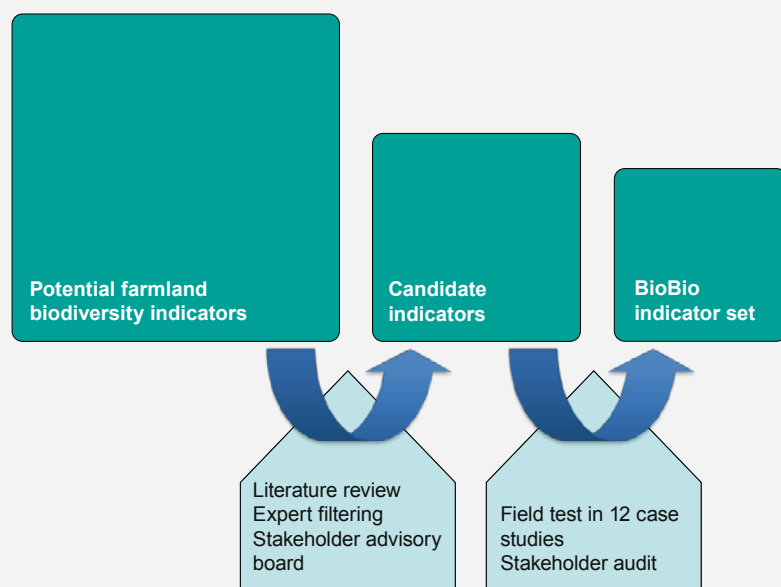 Potential farmland
biodiversity indicators
Candidate
indicators
BioBio
indicator set
Literature review
Expert filtering
Stakeholder advisory
board
Field test in 12 case
studies
Stakeholder audit